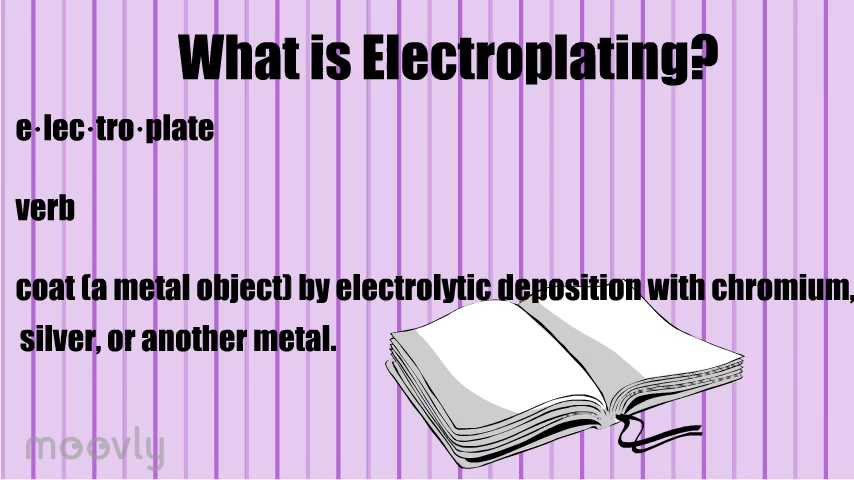 What is Electroplating?
e·lec·tro·plate
verb
coat (a metal object) by electrolytic deposition with chromium,
silver, or another metal.
moovly